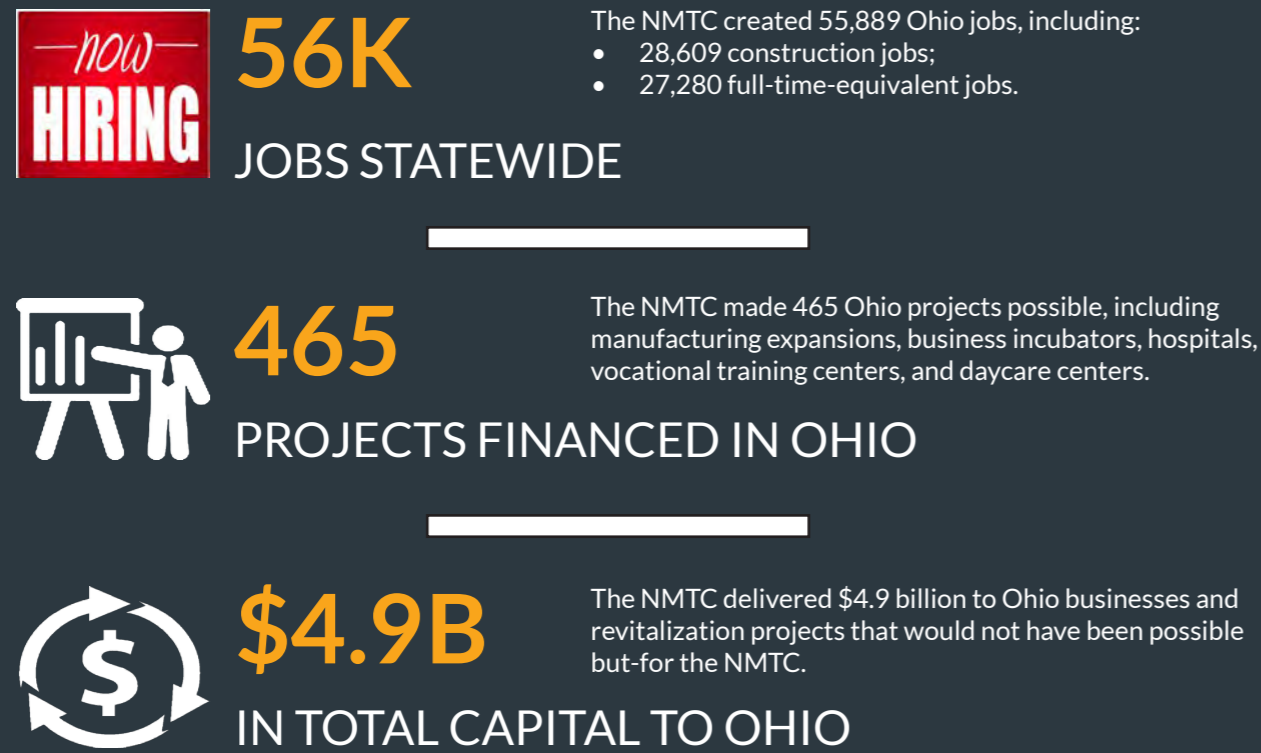 now
HIRING
56K
JOBS STATEWIDE
The NMTC created 55,889 Ohio jobs, including:
• 28,609 construction jobs;
• 27,280 full-time-equivalent jobs.
465
PROJECTS FINANCED IN OHIO
The NMTC made 465 Ohio projects possible, including
manufacturing expansions, business incubators, hospitals,
vocational training centers, and daycare centers.
$
$4.9B
IN TOTAL CAPITAL TO OHIO
The NMTC delivered $4.9 billion to Ohio businesses and
revitalization projects that would not have been possible
but-for the NMTC.